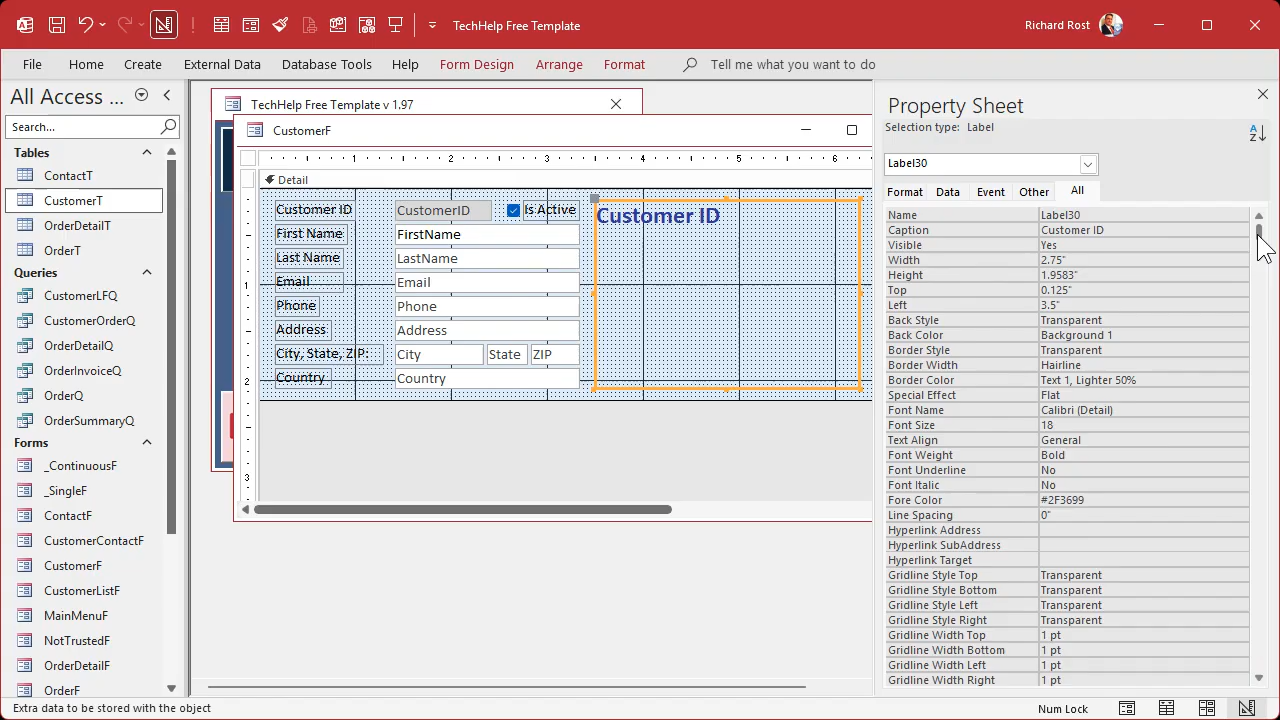 TechHelp Free Template
Richard Rost
File Home Create External Data Database Tools Help Form Design Arrange Format Tell me what you want to do
All Access ...
Search...
Tables
ContactT
CustomerT
OrderDetailT
OrderT
Queries
CustomerLFQ
CustomerOrderQ
OrderDetailQ
OrderInvoiceQ
OrderQ
OrderSummaryQ
Forms
_ContinuousF
_SingleF
ContactF
CustomerContactF
CustomerF
CustomerListF
MainMenuF
NotTrustedF
OrderDetailF
OrderF
TechHelp Free Template v 1.97
CustomerF
1 2 3 4 5 6
Detail
1
2
3
Customer ID CustomerID Is Active
First Name FirstName
Last Name LastName
Email Email
Phone Phone
Address Address
City, State, ZIP: City State ZIP
Country Country
Customer ID
Property Sheet
Selection type: Label
A
Z
Label30
Format Data Event Other All
Name Label30
Caption Customer ID
Visible Yes
Width 2.75"
Height 1.9583"
Top 0.125"
Left 3.5"
Back Style Transparent
Back Color Background 1
Border Style Transparent
Border Width Hairline
Border Color Text 1, Lighter 50%
Special Effect Flat
Font Name Calibri (Detail)
Font Size 18
Text Align General
Font Weight Bold
Font Underline No
Font Italic No
Fore Color #2F3699
Line Spacing 0"
Hyperlink Address
Hyperlink SubAddress
Hyperlink Target
Gridline Style Top Transparent
Gridline Style Bottom Transparent
Gridline Style Left Transparent
Gridline Style Right Transparent
Gridline Width Top 1 pt
Gridline Width Bottom 1 pt
Gridline Width Left 1 pt
Gridline Width Right 1 pt
Extra data to be stored with the object
Num Lock